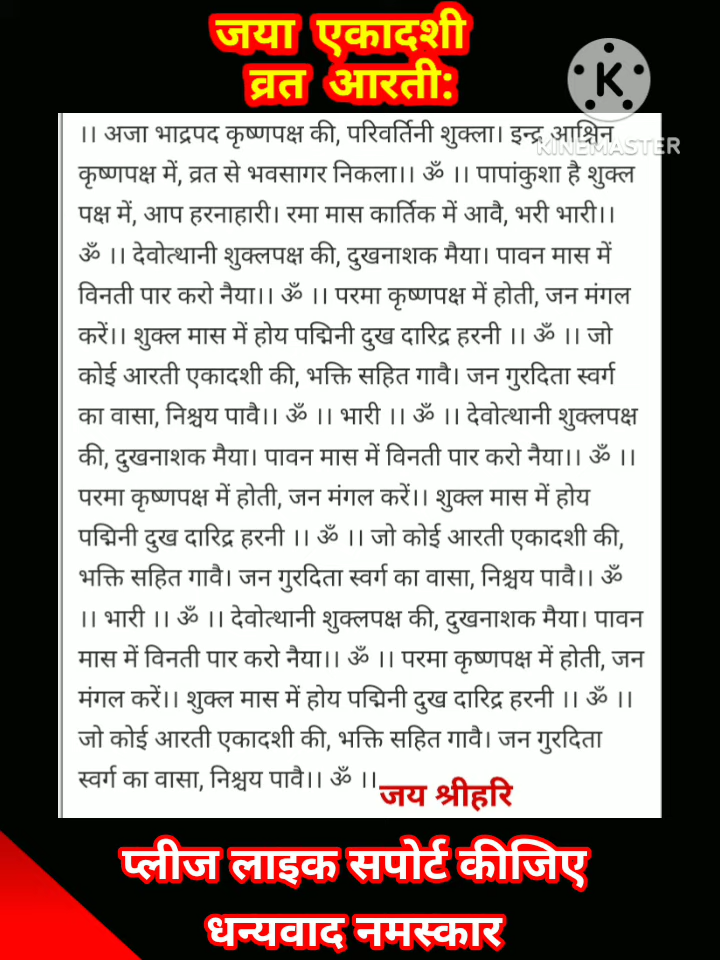 जया एकादशी
व्रत आरती:
K
KINEMASTER
।। अजा भाद्रपद कृष्णपक्ष की, परिवर्तिनी शुक्ला। इन्द्र आश्विन
कृष्णपक्ष में, व्रत से भवसागर निकला।। ॐ ।। पापांकुशा है शुक्ल
पक्ष में, आप हरनाहारी। रमा मास कार्तिक में आवै, भरी भारी।।
ॐ ।। देवोत्थानी शुक्लपक्ष की, दुखनाशक मैया। पावन मास में
विनती पार करो नैया।। ॐ ।। परमा कृष्णपक्ष में होती, जन मंगल
करें।। शुक्ल मास में होय पद्मिनी दुख दारिद्र हरनी ।। ॐ ।। जो
कोई आरती एकादशी की, भक्ति सहित गावै। जन गुरदिता स्वर्ग
का वासा, निश्चय पावै।। ॐ ।। भारी ।। ॐ ।। देवोत्थानी शुक्लपक्ष
की, दुखनाशक मैया। पावन मास में विनती पार करो नैया।। ॐ ।।
परमा कृष्णपक्ष में होती, जन मंगल करें।। शुक्ल मास में होय
पद्मिनी दुख दारिद्र हरनी ।। ॐ ।। जो कोई आरती एकादशी की,
भक्ति सहित गावै। जन गुरदिता स्वर्ग का वासा, निश्चय पावै।। ॐ
।। भारी ।। ॐ ।। देवोत्थानी शुक्लपक्ष की, दुखनाशक मैया। पावन
मास में विनती पार करो नैया।। ॐ ।। परमा कृष्णपक्ष में होती, जन
मंगल करें।। शुक्ल मास में होय पद्मिनी दुख दारिद्र हरनी ।। ॐ ।।
जो कोई आरती एकादशी की, भक्ति सहित गावै। जन गुरदिता
स्वर्ग का वासा, निश्चय पावै।। ॐ ।।
जय श्रीहरि
प्लीज लाइक सपोर्ट कीजिए
धन्यवाद नमस्कार